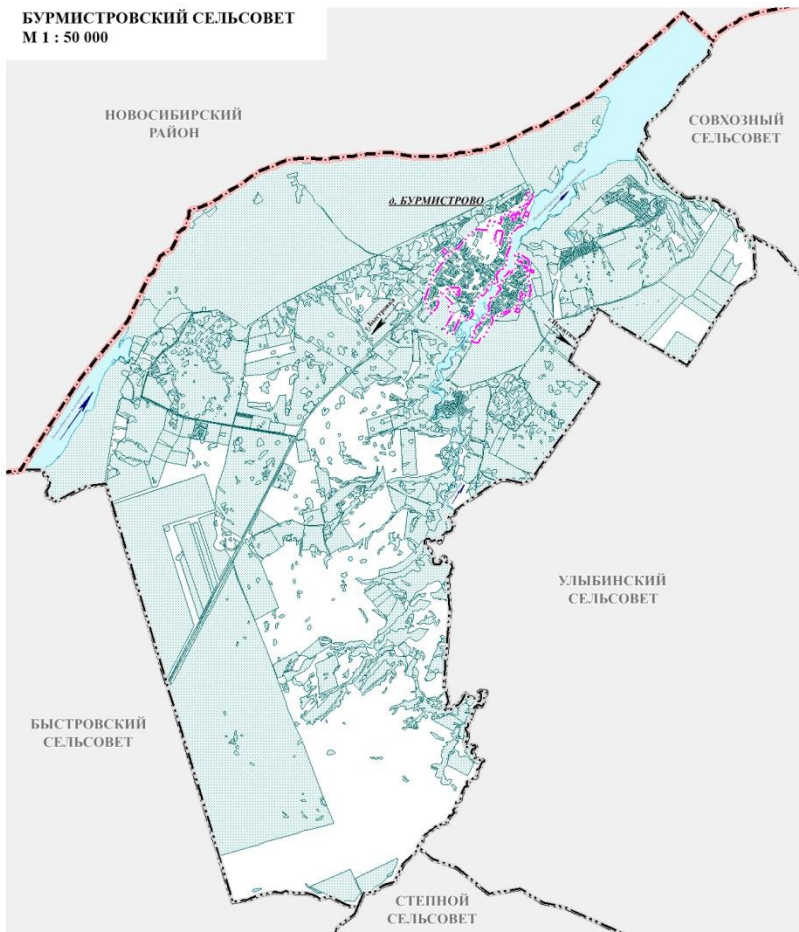 БУРМИСТРОВСКИЙ СЕЛЬСОВЕТ
М 1 : 50 000
НОВОСИБИРСКИЙ
РАЙОН
СОВХОЗНЫЙ
СЕЛЬСОВЕТ
д. БУРМИСТРОВО
УЛЫБИНСКИЙ
СЕЛЬСОВЕТ
БЫСТРОВСКИЙ
СЕЛЬСОВЕТ
СТЕПНОЙ
СЕЛЬСОВЕТ